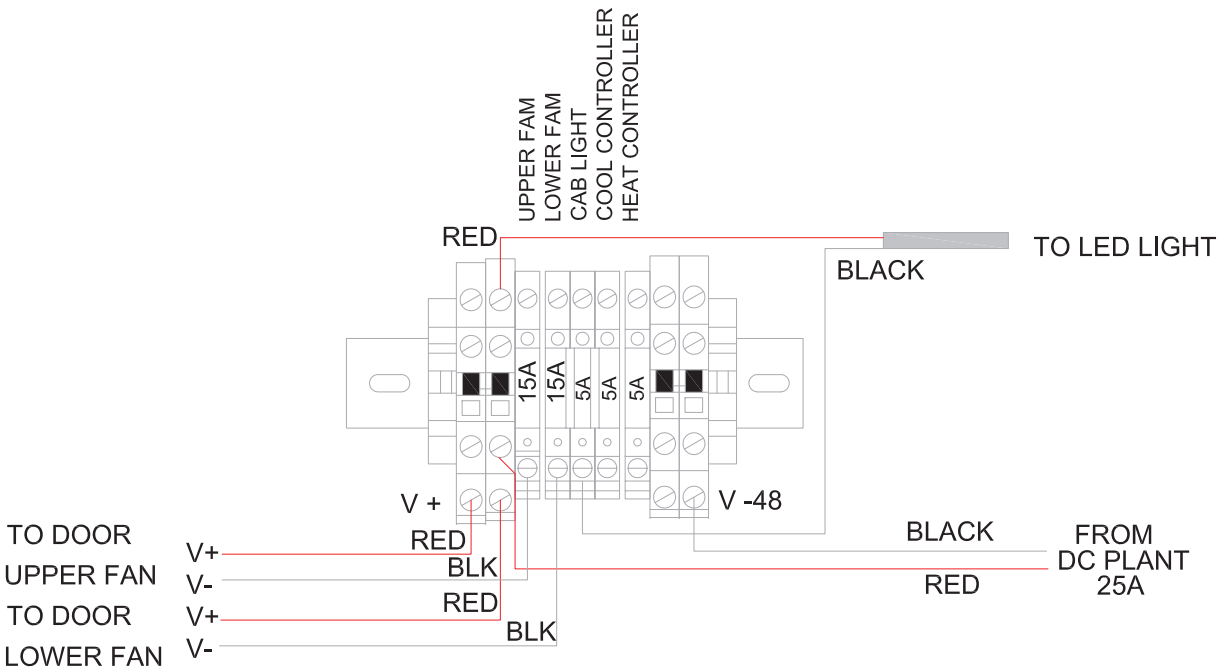 UPPER FAM
LOWER FAM
CAB LIGHT
COOL CONTROLLER
HEAT CONTROLLER
RED
TO LED LIGHT
BLACK
15A
15A
5A
5A
5A
V +
V -48
TO DOOR
UPPER FAN
V+
V-
RED
BLK
TO DOOR
LOWER FAN
V+
V-
RED
BLK
BLACK
RED
FROM
DC PLANT
25A